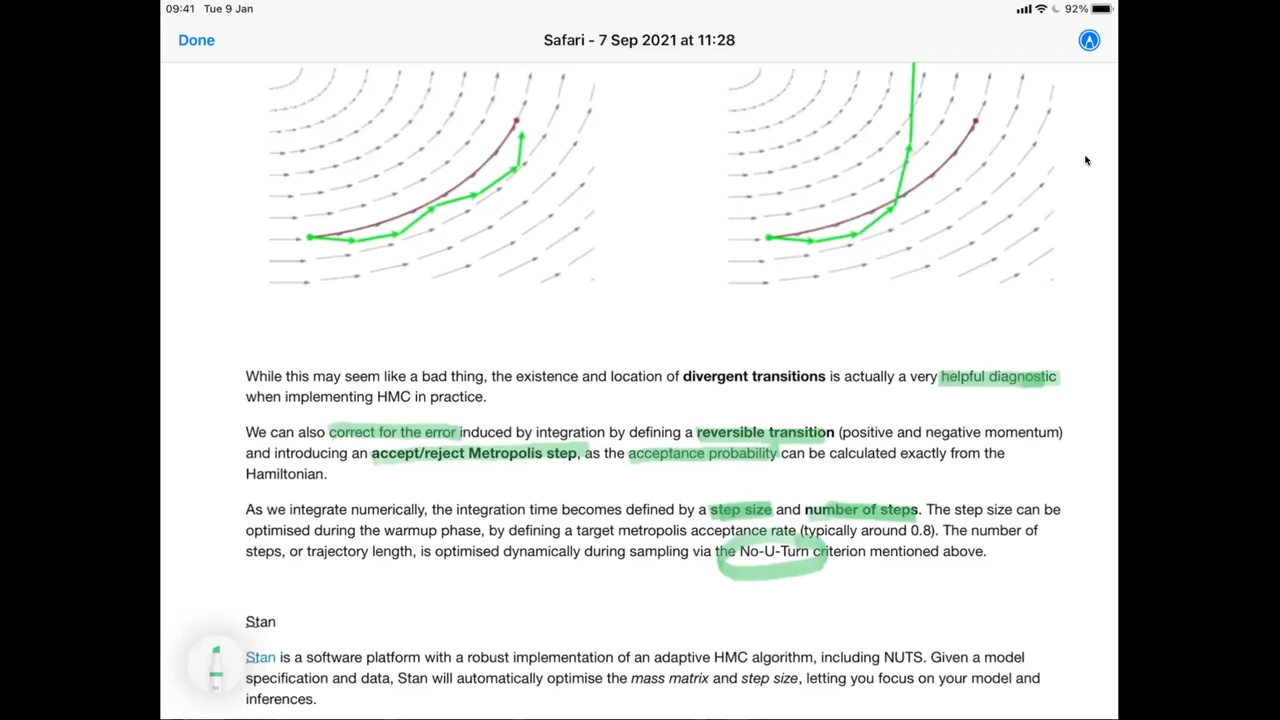 09:41 Tue 9 Jan 92%
Done Safari - 7 Sep 2021 at 11:28
While this may seem like a bad thing, the existence and location of divergent transitions is actually a very helpful diagnostic
when implementing HMC in practice.
We can also correct for the error induced by integration by defining a reversible transition (positive and negative momentum)
and introducing an accept/reject Metropolis step, as the acceptance probability can be calculated exactly from the
Hamiltonian.
As we integrate numerically, the integration time becomes defined by a step size and number of steps. The step size can be
optimised during the warmup phase, by defining a target metropolis acceptance rate (typically around 0.8). The number of
steps, or trajectory length, is optimised dynamically during sampling via the No-U-Turn criterion mentioned above.
Stan
Stan is a software platform with a robust implementation of an adaptive HMC algorithm, including NUTS. Given a model
specification and data, Stan will automatically optimise the mass matrix and step size, letting you focus on your model and
inferences.